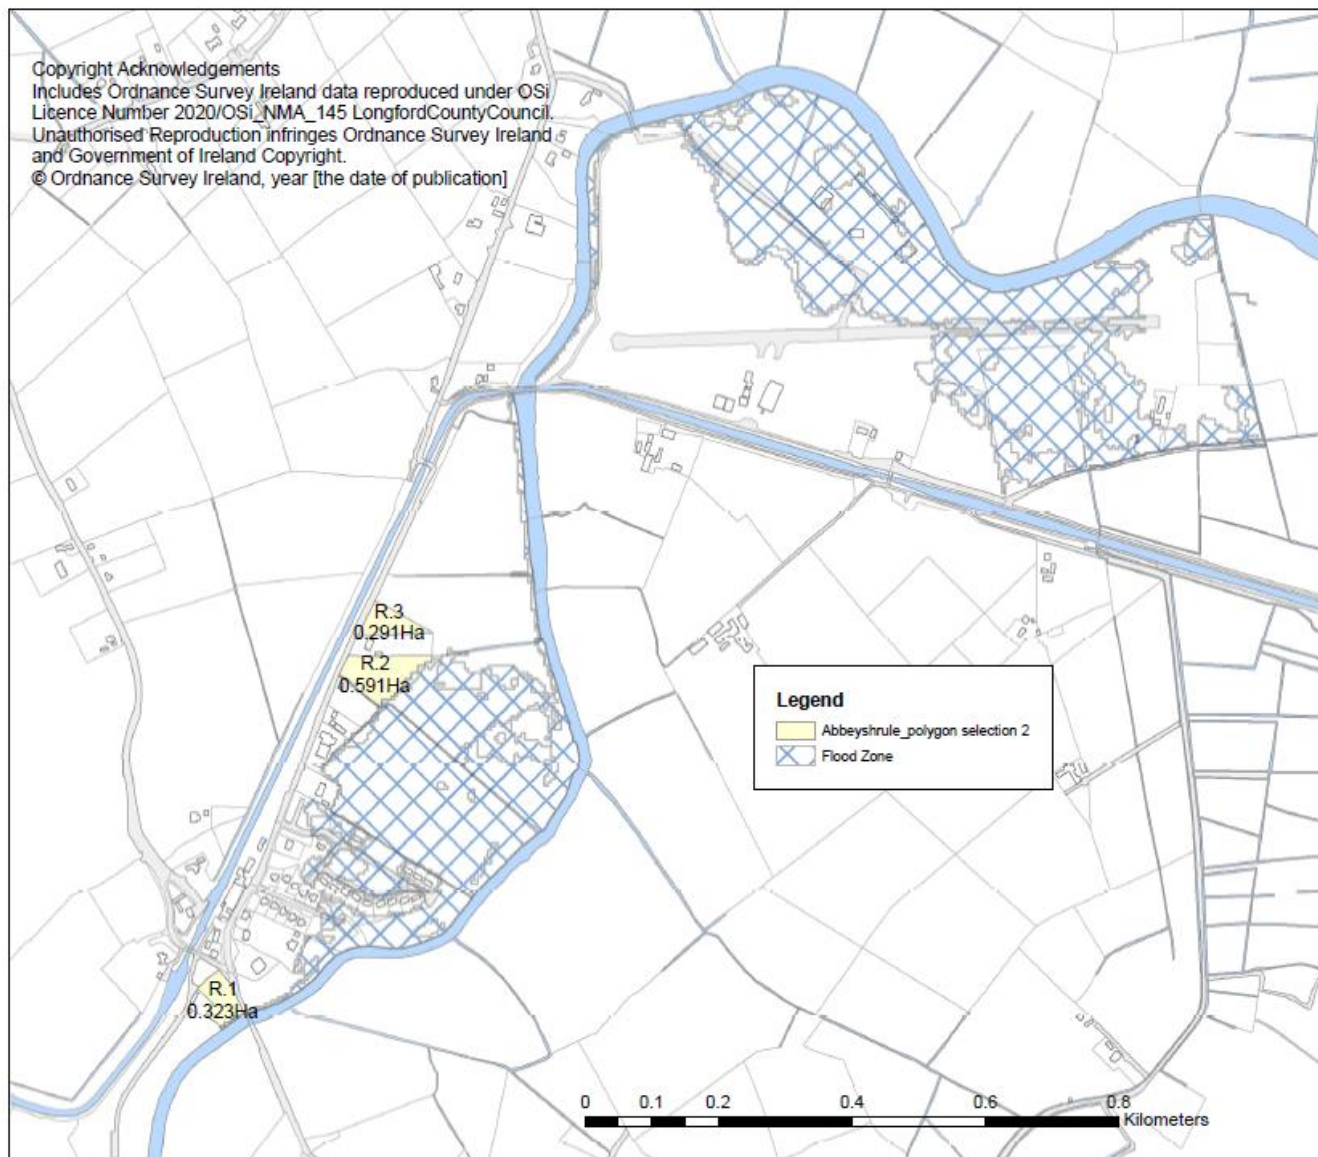 Copyright Acknowledgements
Includes Ordnance Survey Ireland data reproduced under OSi
Licence Number 2020/OSi_NMA_145 LongfordCountyCouncil.
Unauthorised Reproduction infringes Ordnance Survey Ireland
and Government of Ireland Copyright.
© Ordnance Survey Ireland, year [the date of publication]
R.3
0.291Ha
R.2
0.591Ha
Legend
Abbeyshrule_polygon selection 2
Flood Zone
R.1
0.323Ha
0 0.1 0.2 0.4 0.6 0.8
Kilometers